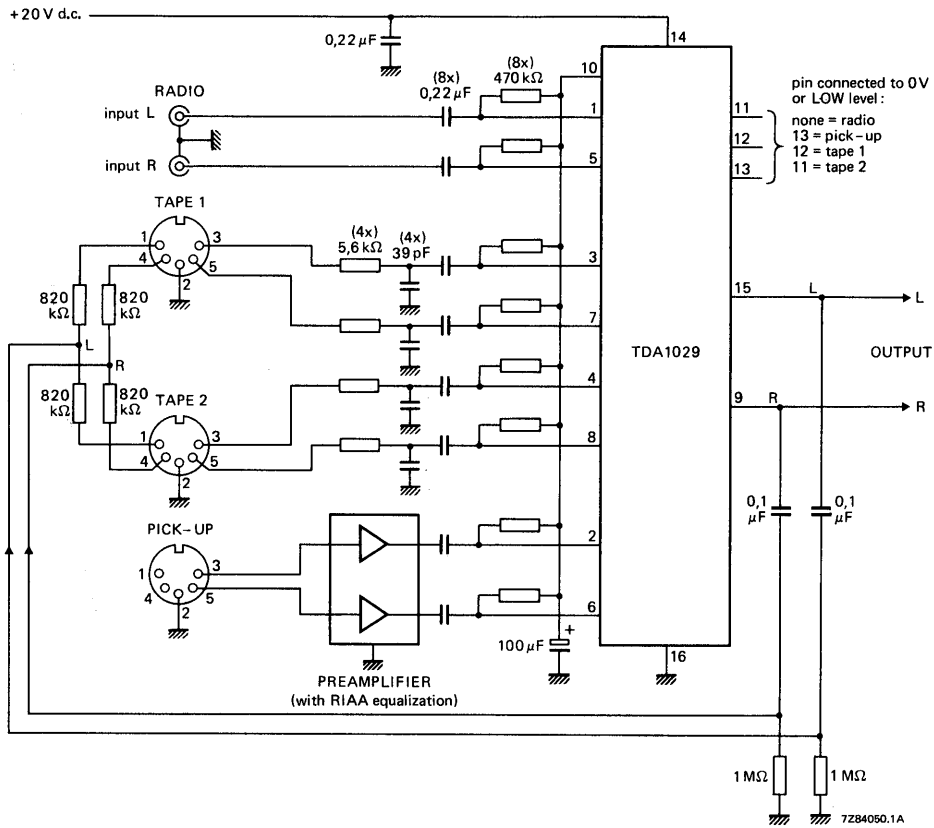 +20 V d.c.
0,22 µF
14
(8x)
470 kΩ
10
(8x)
0,22 µF
RADIO
input L
1
input R
5
pin connected to 0 V
or LOW level :
none = radio
13 = pick-up
12 = tape 1
11 = tape 2
11
12
13
TAPE 1
1
3
4
5
2
(4x)
5,6 kΩ
(4x)
39 pF
3
7
820
kΩ
820
kΩ
L
R
820
kΩ
820
kΩ
TAPE 2
1
3
4
5
2
4
8
TDA1029
15
L
L
OUTPUT
9
R
R
0,1
µF
0,1
µF
PICK-UP
1
3
4
5
2
2
6
100 µF
+
16
PREAMPLIFIER
(with RIAA equalization)
1 MΩ
1 MΩ
7Z84050.1A